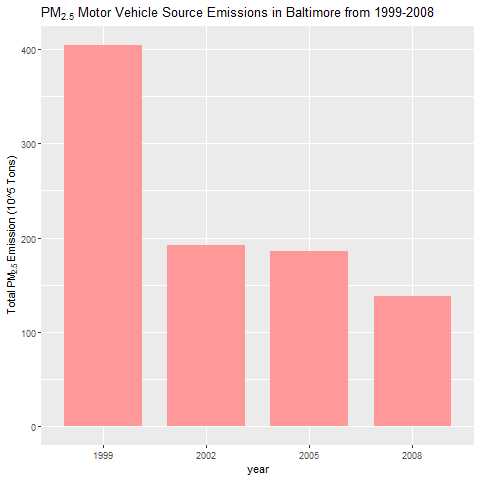 PM2.5 Motor Vehicle Source Emissions in Baltimore from 1999-2008
Total PM2.5 Emission (10^5 Tons)
400
300
200
100
0
1999 2002 2005 2008
year